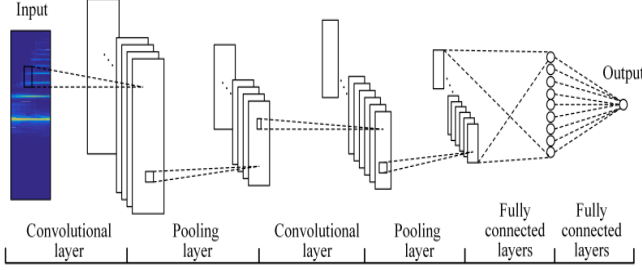 Input
Output
Convolutional
layer
Pooling
layer
Convolutional
layer
Pooling
layer
Fully
connected
layers
Fully
connected
layers